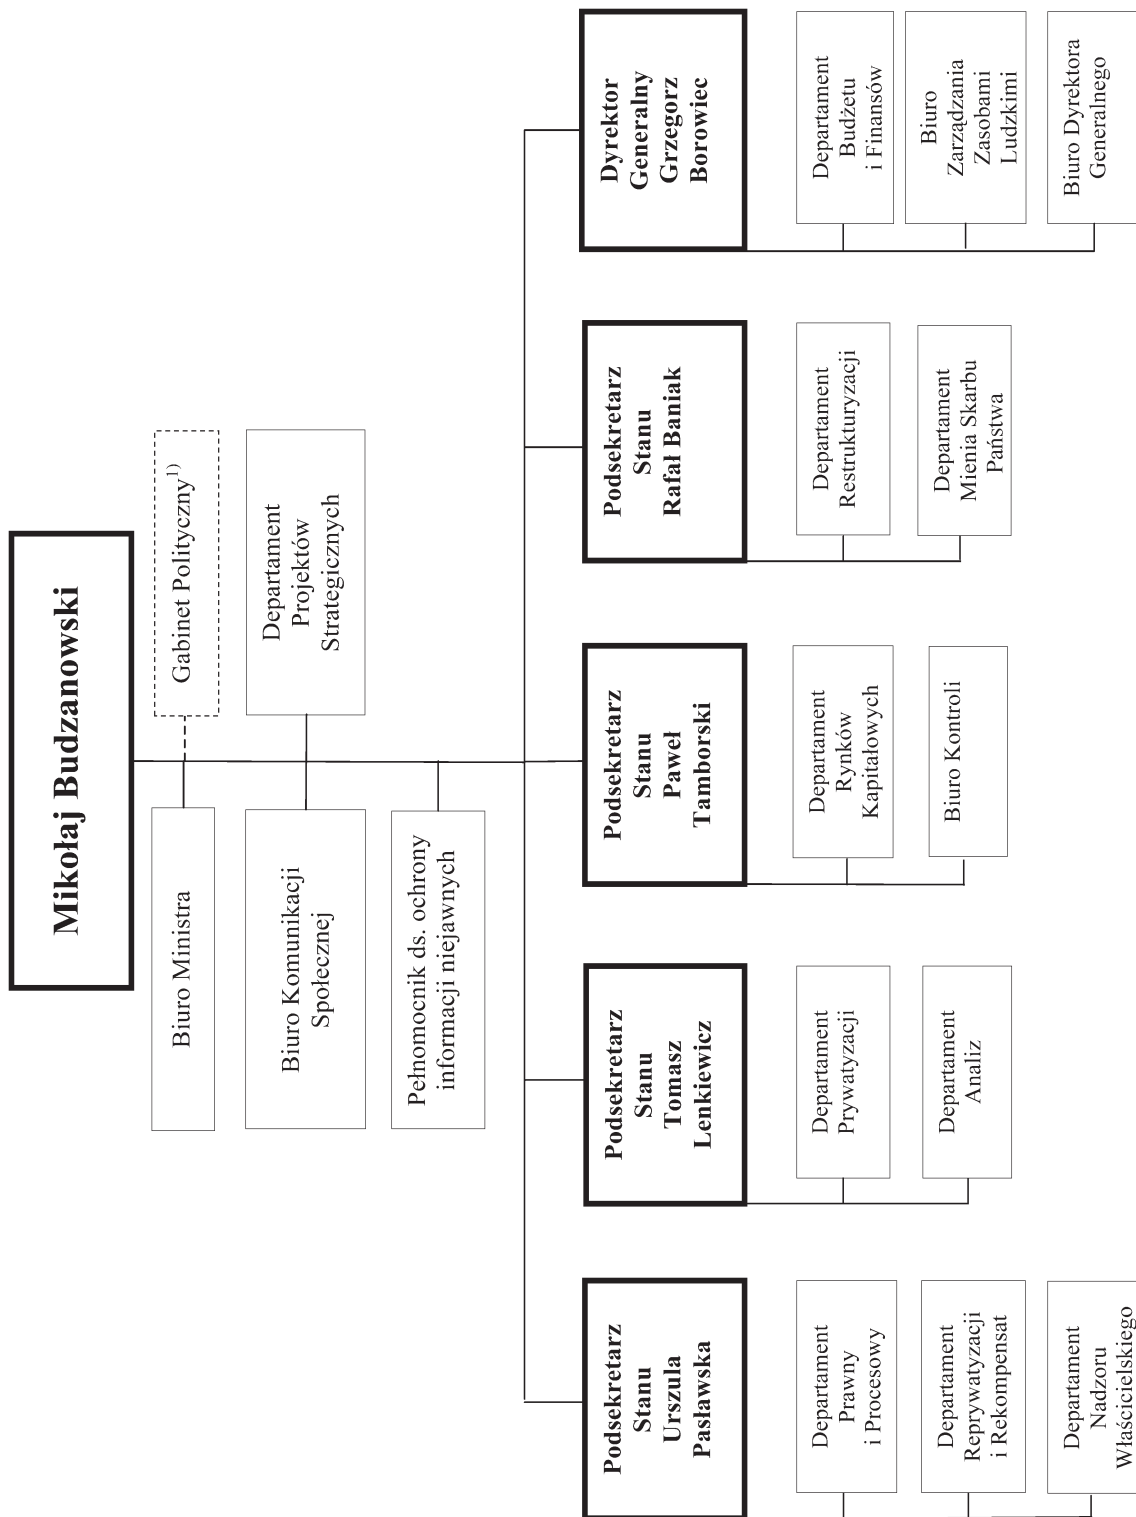 Mikołaj Budzanowski
Biuro Ministra
Gabinet Polityczny1)
Biuro Komunikacji
Społecznej
Departament
Projektów
Strategicznych
Pełnomocnik ds. ochrony
informacji niejawnych
Podsekretarz
Stanu
Urszula
Pasławska
Podsekretarz
Stanu
Tomasz
Lenkiewicz
Podsekretarz
Stanu
Paweł
Tamborski
Podsekretarz
Stanu
Rafał Baniak
Dyrektor
Generalny
Grzegorz
Borowiec
Departament
Prawny
i Procesowy
Departament
Reprywatyzacji
i Rekompensat
Departament
Nadzoru
Właścicielskiego
Departament
Prywatyzacji
Departament
Analiz
Departament
Rynków
Kapitałowych
Biuro Kontroli
Departament
Restrukturyzacji
Departament
Mienia Skarbu
Państwa
Departament
Budżetu
i Finansów
Biuro
Zarządzania
Zasobami
Ludzkimi
Biuro Dyrektora
Generalnego